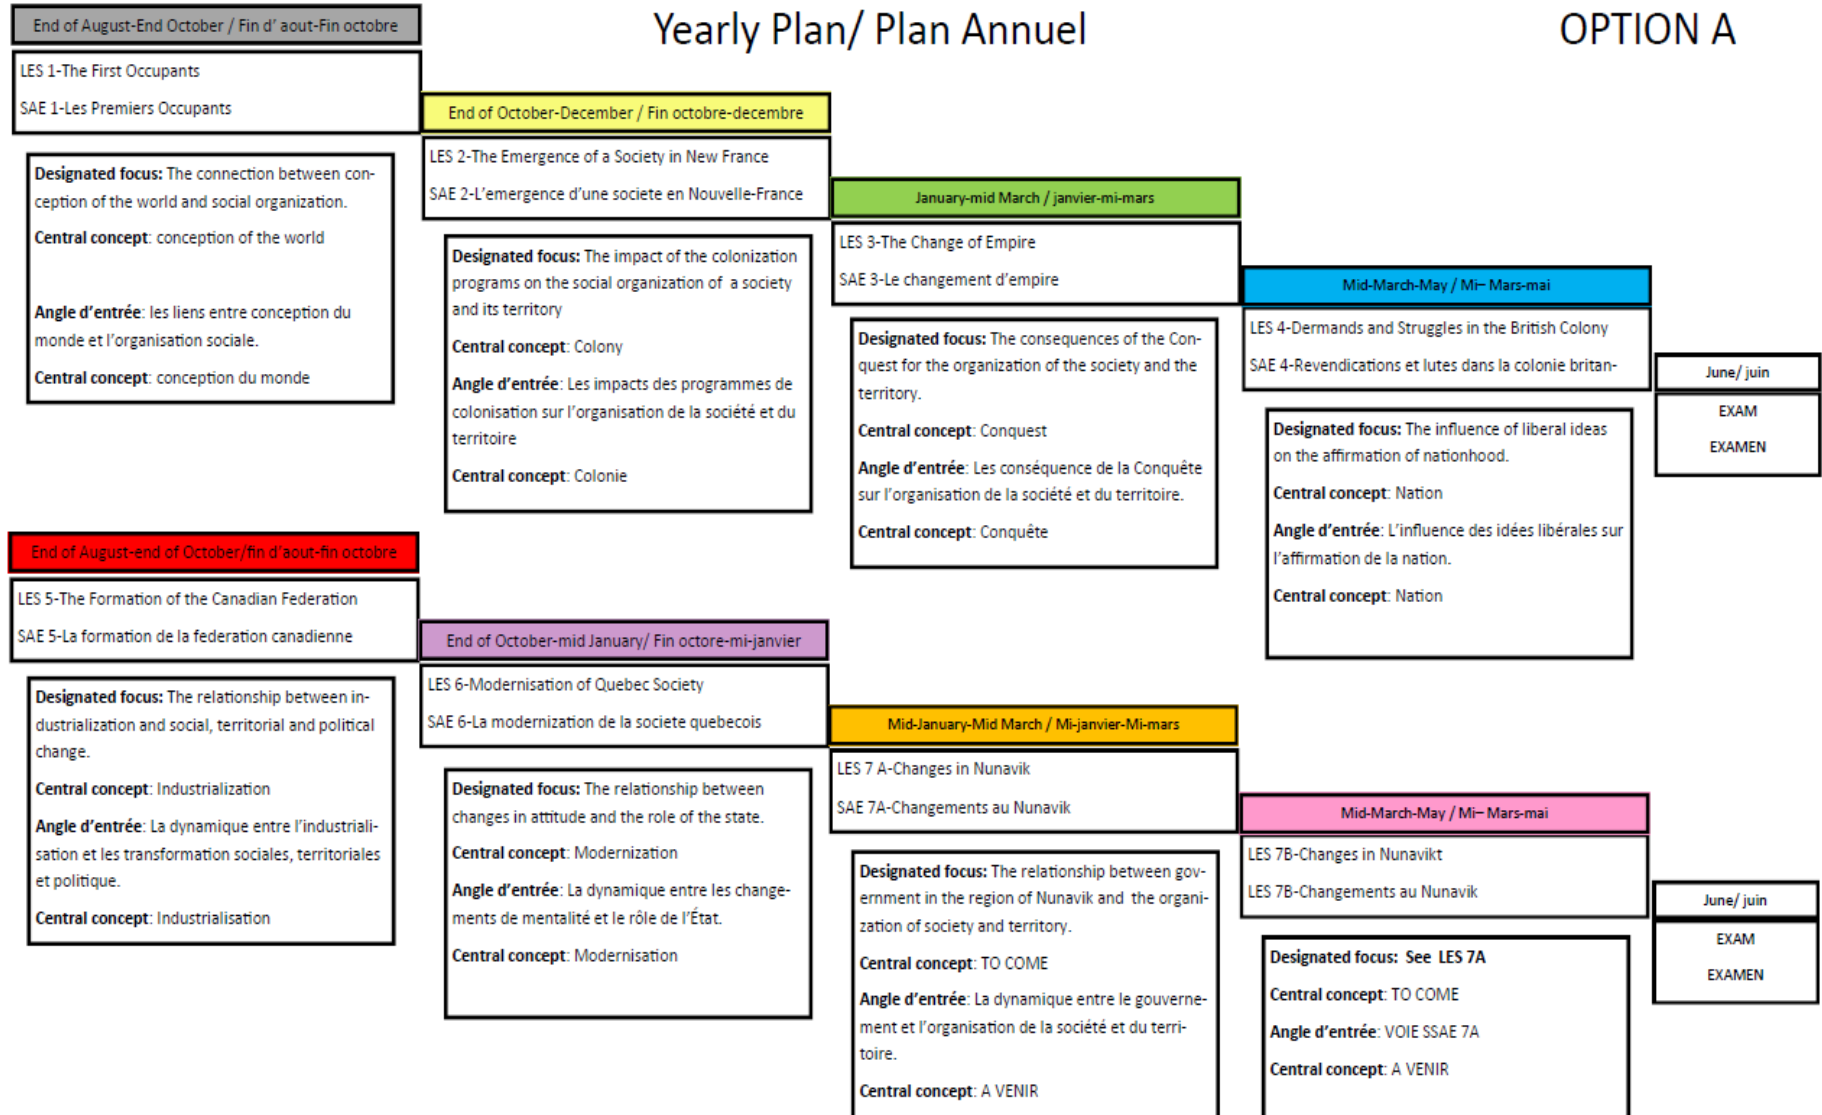 Yearly Plan/ Plan Annuel
OPTION A
End of August-End October / Fin d' aout-Fin octobre
LES 1-The First Occupants
SAE 1-Les Premiers Occupants
Designated focus: The connection between con-
ception of the world and social organization.
Central concept: conception of the world
Angle d'entrée: les liens entre conception du
monde et l'organisation sociale.
Central concept: conception du monde
End of October-December / Fin octobre-decembre
LES 2-The Emergence of a Society in New France
SAE 2-L'emergence d'une societe en Nouvelle-France
Designated focus: The impact of the colonization
programs on the social organization of a society
and its territory
Central concept: Colony
Angle d'entrée: Les impacts des programmes de
colonisation sur l'organisation de la société et du
territoire
Central concept: Colonie
January-mid March / janvier-mi-mars
LES 3-The Change of Empire
SAE 3-Le changement d'empire
Designated focus: The consequences of the Con-
quest for the organization of the society and the
territory.
Central concept: Conquest
Angle d'entrée: Les conséquence de la Conquête
sur l'organisation de la société et du territoire.
Central concept: Conquête
Mid-March-May / Mi– Mars-mai
LES 4-Dermands and Struggles in the British Colony
SAE 4-Revendications et lutes dans la colonie britan-
Designated focus: The influence of liberal ideas
on the affirmation of nationhood.
Central concept: Nation
Angle d'entrée: L'influence des idées libérales sur
l'affirmation de la nation.
Central concept: Nation
June/ juin
EXAM
EXAMEN
End of August-end of October/fin d'aout-fin octobre
LES 5-The Formation of the Canadian Federation
SAE 5-La formation de la federation canadienne
Designated focus: The relationship between in-
dustrialization and social, territorial and political
change.
Central concept: Industrialization
Angle d'entrée: La dynamique entre l'industriali-
sation et les transformation sociales, territoriales
et politique.
Central concept: Industrialisation
End of October-mid January/ Fin octore-mi-janvier
LES 6-Modernisation of Quebec Society
SAE 6-La modernization de la societe quebecois
Designated focus: The relationship between
changes in attitude and the role of the state.
Central concept: Modernization
Angle d'entrée: La dynamique entre les change-
ments de mentalité et le rôle de l'État.
Central concept: Modernisation
Mid-January-Mid March / Mi-janvier-Mi-mars
LES 7 A-Changes in Nunavik
SAE 7A-Changements au Nunavik
Designated focus: The relationship between gov-
ernment in the region of Nunavik and the organi-
zation of society and territory.
Central concept: TO COME
Angle d'entrée: La dynamique entre le gouverne-
ment et l'organisation de la société et du terri-
toire.
Central concept: A VENIR
Mid-March-May / Mi– Mars-mai
LES 7B-Changes in Nunavikt
LES 7B-Changements au Nunavik
Designated focus: See LES 7A
Central concept: TO COME
Angle d'entrée: VOIE SSAE 7A
Central concept: A VENIR
June/ juin
EXAM
EXAMEN